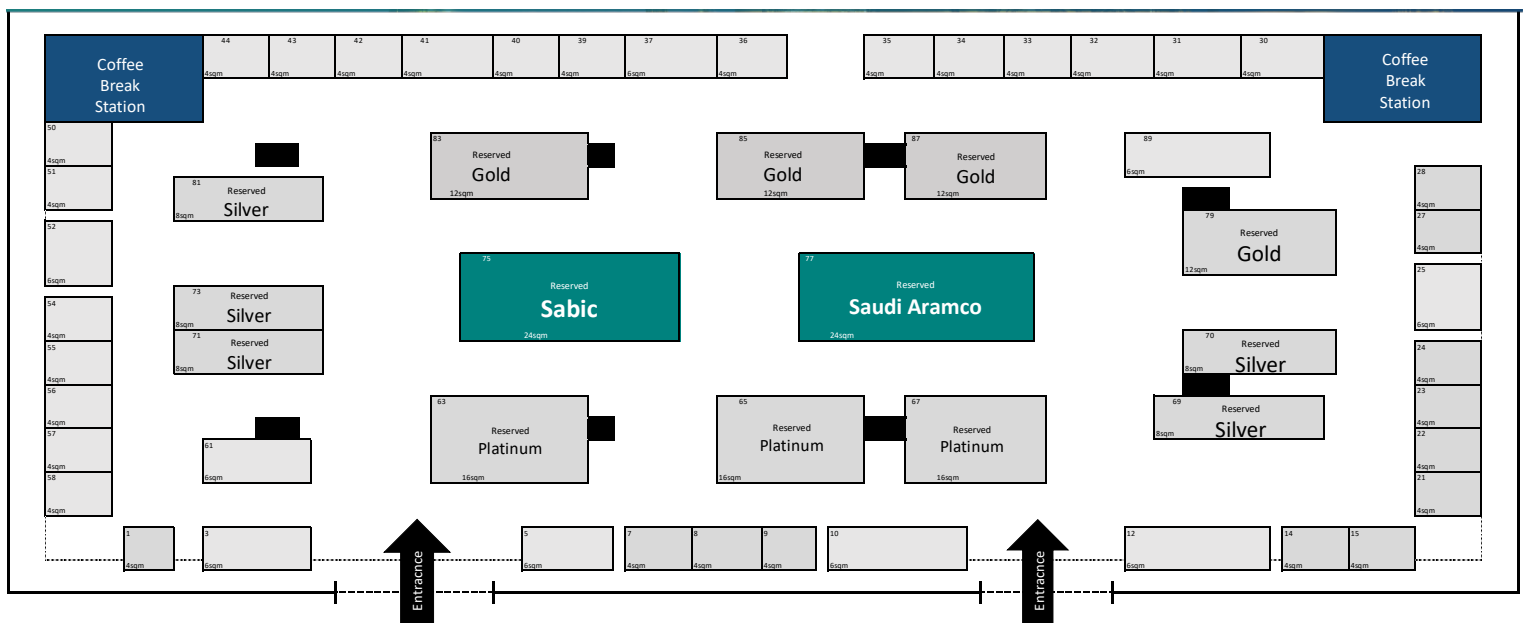 Coffee
Break
Station
44 43 42 41 40 39 37 36 35 34 33 32 31 30
4sqm 4sqm 4sqm 4sqm 4sqm 4sqm 6sqm 4sqm 4sqm 4sqm 4sqm 4sqm 4sqm 4sqm
Coffee
Break
Station
50
4sqm
51
4sqm
52
6sqm
54
4sqm
55
4sqm
56
4sqm
57
4sqm
58
4sqm
81
Reserved
Silver
8sqm
73
Reserved
Silver
8sqm
71
Reserved
Silver
8sqm
61
6sqm
83
Reserved
Gold
12sqm
85
Reserved
Gold
12sqm
87
Reserved
Gold
12sqm
89
6sqm
79
Reserved
Gold
12sqm
75
Reserved
Sabic
24sqm
77
Reserved
Saudi Aramco
24sqm
70
Reserved
Silver
8sqm
69
Reserved
Silver
8sqm
63
Reserved
Platinum
16sqm
65
Reserved
Platinum
16sqm
67
Reserved
Platinum
16sqm
28
4sqm
27
4sqm
25
6sqm
24
4sqm
23
4sqm
22
4sqm
21
4sqm
1 3 5 7 8 9 10 12 14 15
4sqm 6sqm 6sqm 4sqm 4sqm 4sqm 6sqm 6sqm 4sqm 4sqm
Entracnce
Entracnce